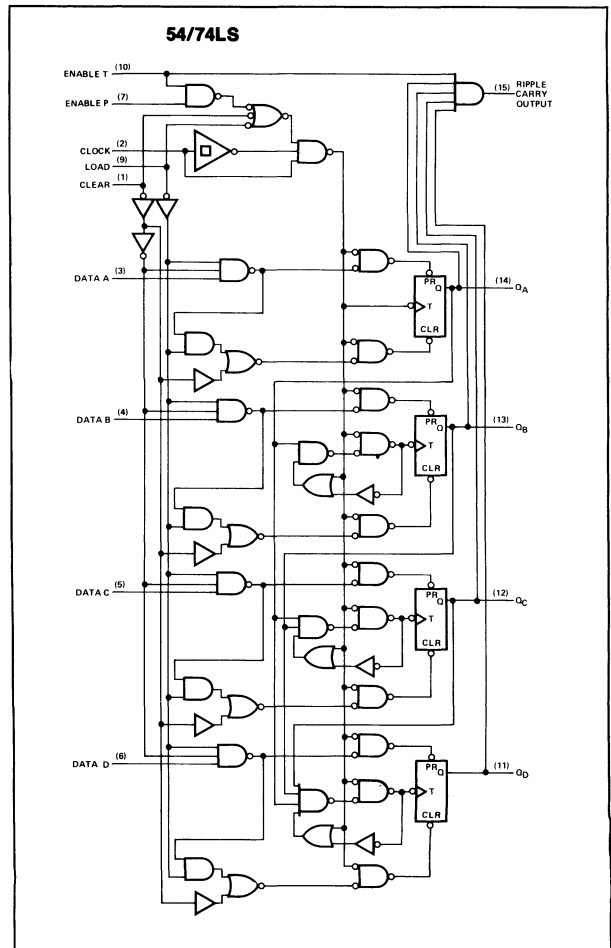 54/74LS
ENABLE T (10)
(15) RIPPLE CARRY OUTPUT
ENABLE P (7)
CLOCK (2)
LOAD (9)
CLEAR (1)
DATA A (3)
PR Q
(14) QA
T
CLR
DATA B (4)
PR Q
(13) QB
T
CLR
DATA C (5)
PR Q
(12) QC
T
CLR
DATA D (6)
PR Q
(11) QD
T
CLR